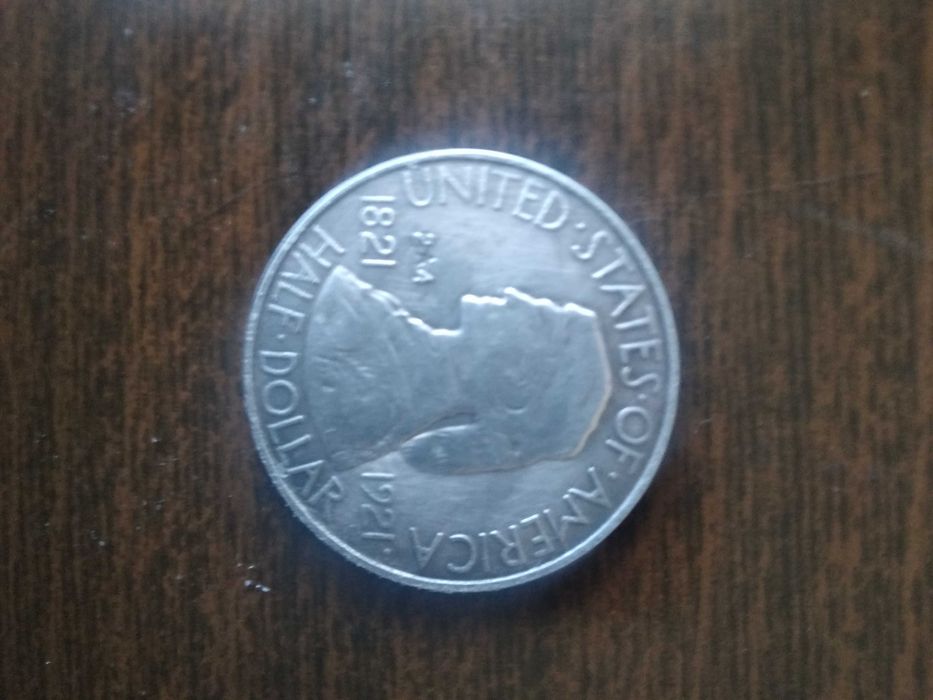 UNITED·STATES·OF·AMERICA
1821
1921
HALF·DOLLAR